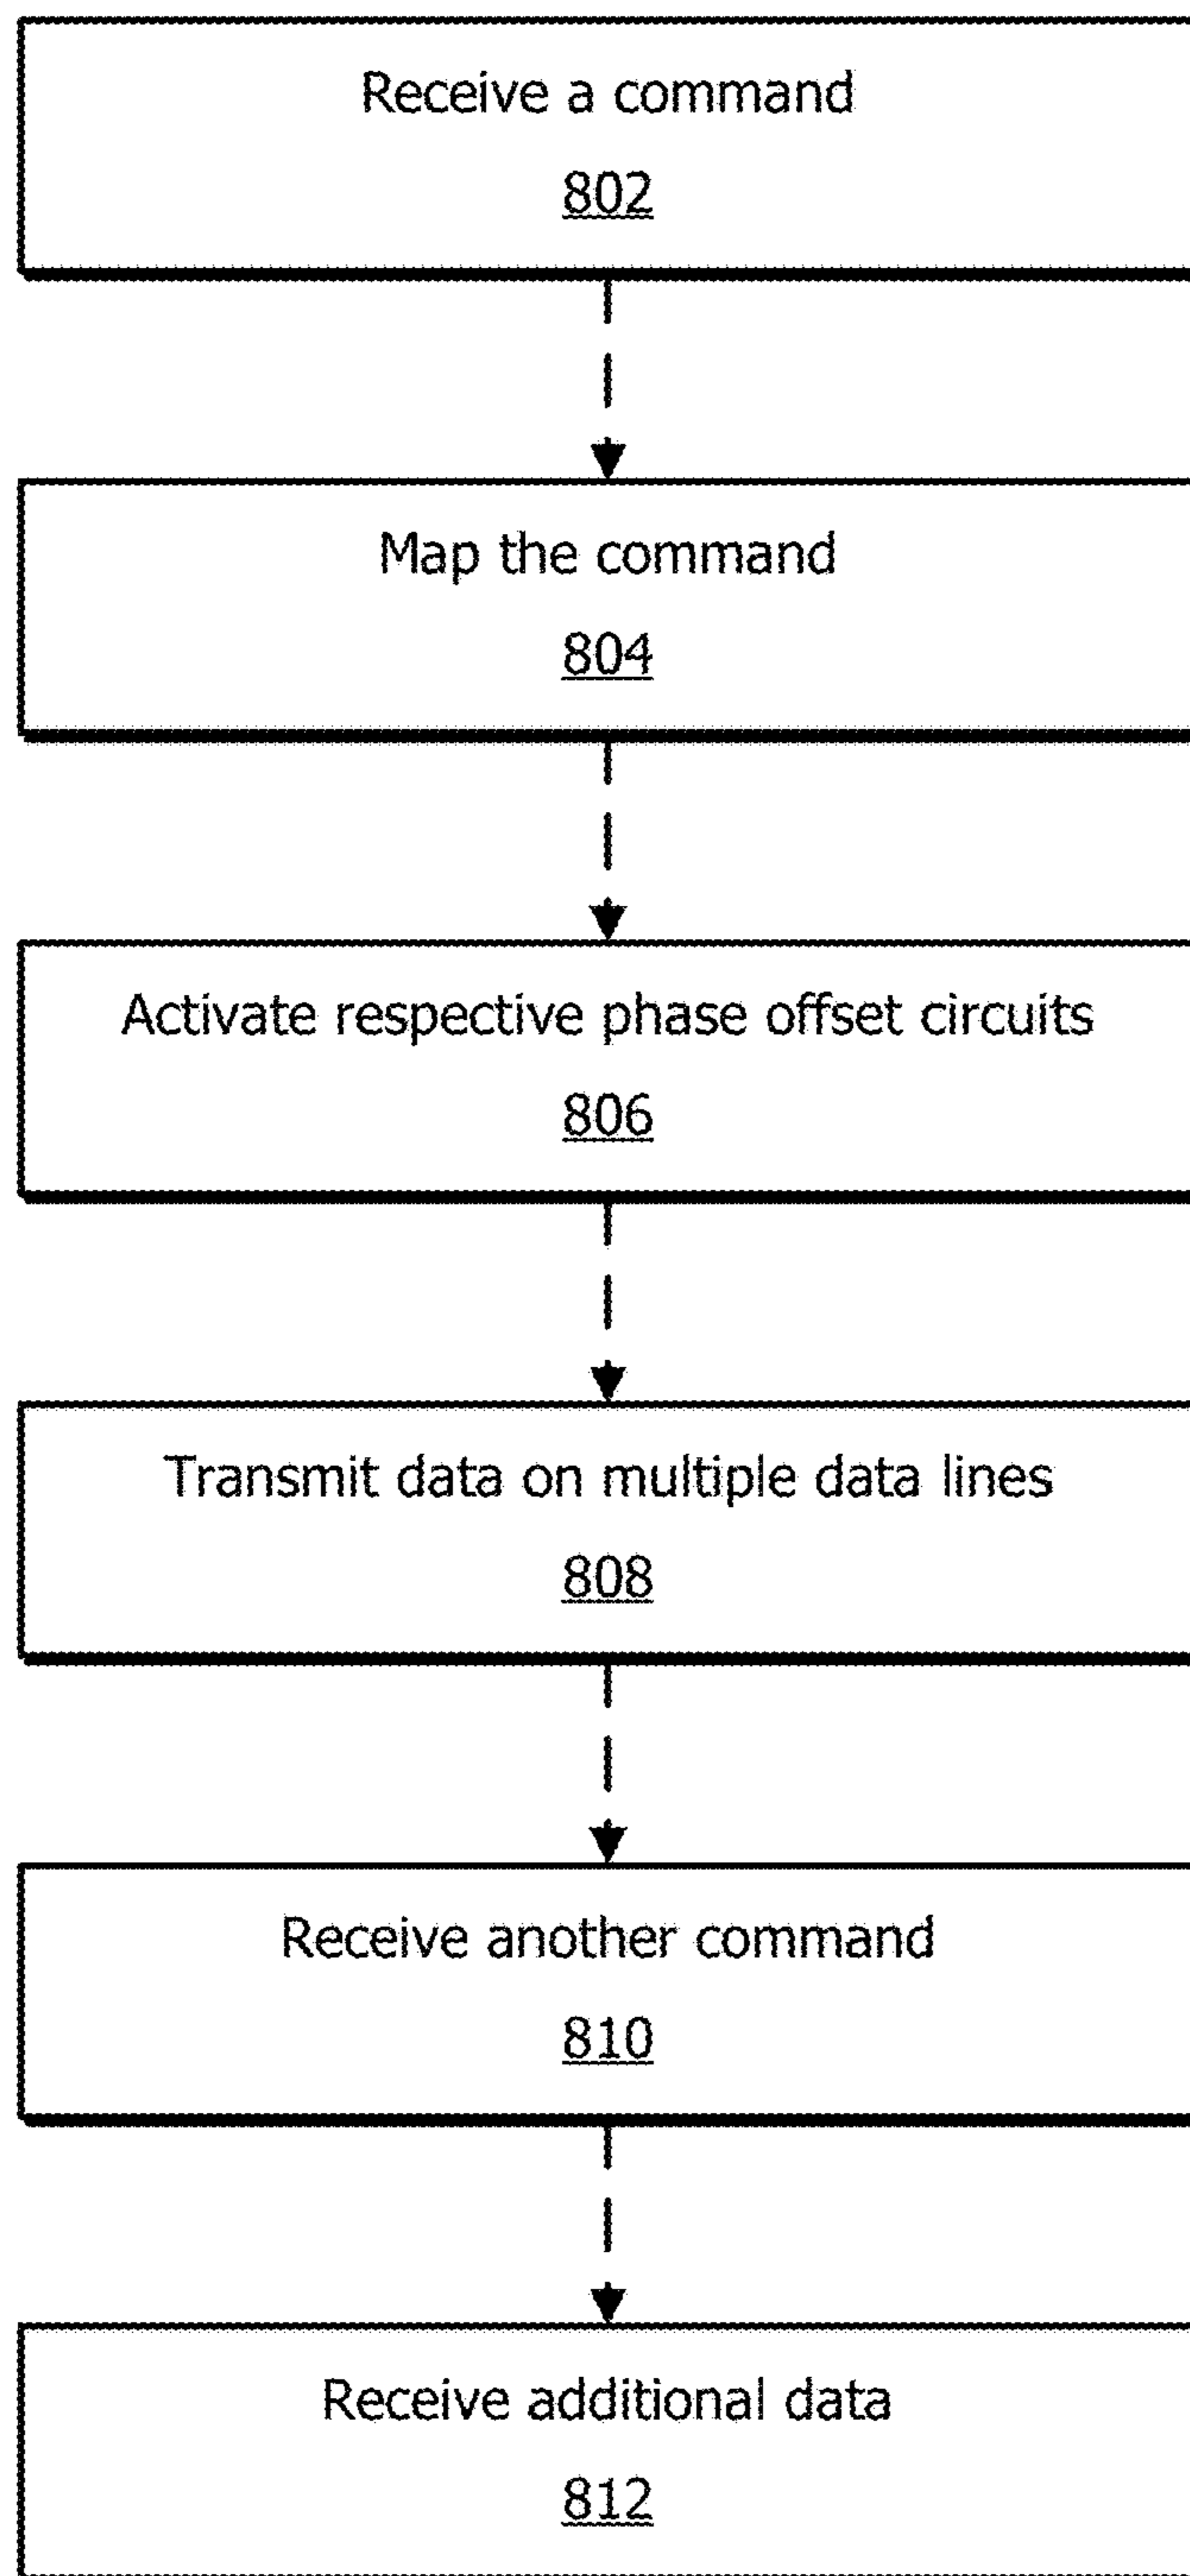 Receive a command
802
Map the command
804
Activate respective phase offset circuits
806
Transmit data on multiple data lines
808
Receive another command
810
Receive additional data
812